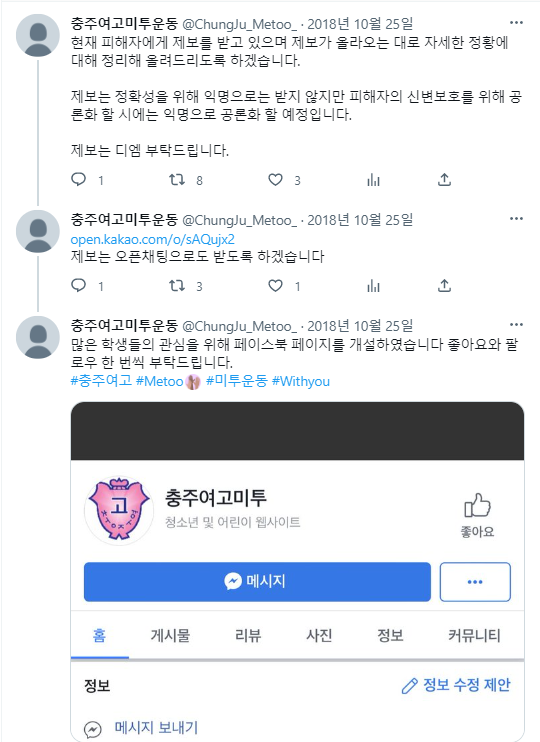 충주여고미투운동 @ChungJu_Metoo_ · 2018년 10월 25일
현재 피해자에게 제보를 받고 있으며 제보가 올라오는 대로 자세한 정황에
대해 정리해 올려드리도록 하겠습니다.
제보는 정확성을 위해 익명으로는 받지 않지만 피해자의 신변보호를 위해 공
론화 할 시에는 익명으로 공론화 할 예정입니다.
제보는 디엠 부탁드립니다.
1 8 3
충주여고미투운동 @ChungJu_Metoo_ · 2018년 10월 25일
open.kakao.com/o/sAQujx2
제보는 오픈채팅으로도 받도록 하겠습니다
1 3 1
충주여고미투운동 @ChungJu_Metoo_ · 2018년 10월 25일
많은 학생들의 관심을 위해 페이스북 페이지를 개설하였습니다 좋아요와 팔
로우 한 번씩 부탁드립니다.
#충주여고 #Metoo #미투운동 #Withyou
고
충주여고미투
청소년 및 어린이 웹사이트
좋아요
메시지
홈 게시물 리뷰 사진 정보 커뮤니티
정보 정보 수정 제안
메시지 보내기